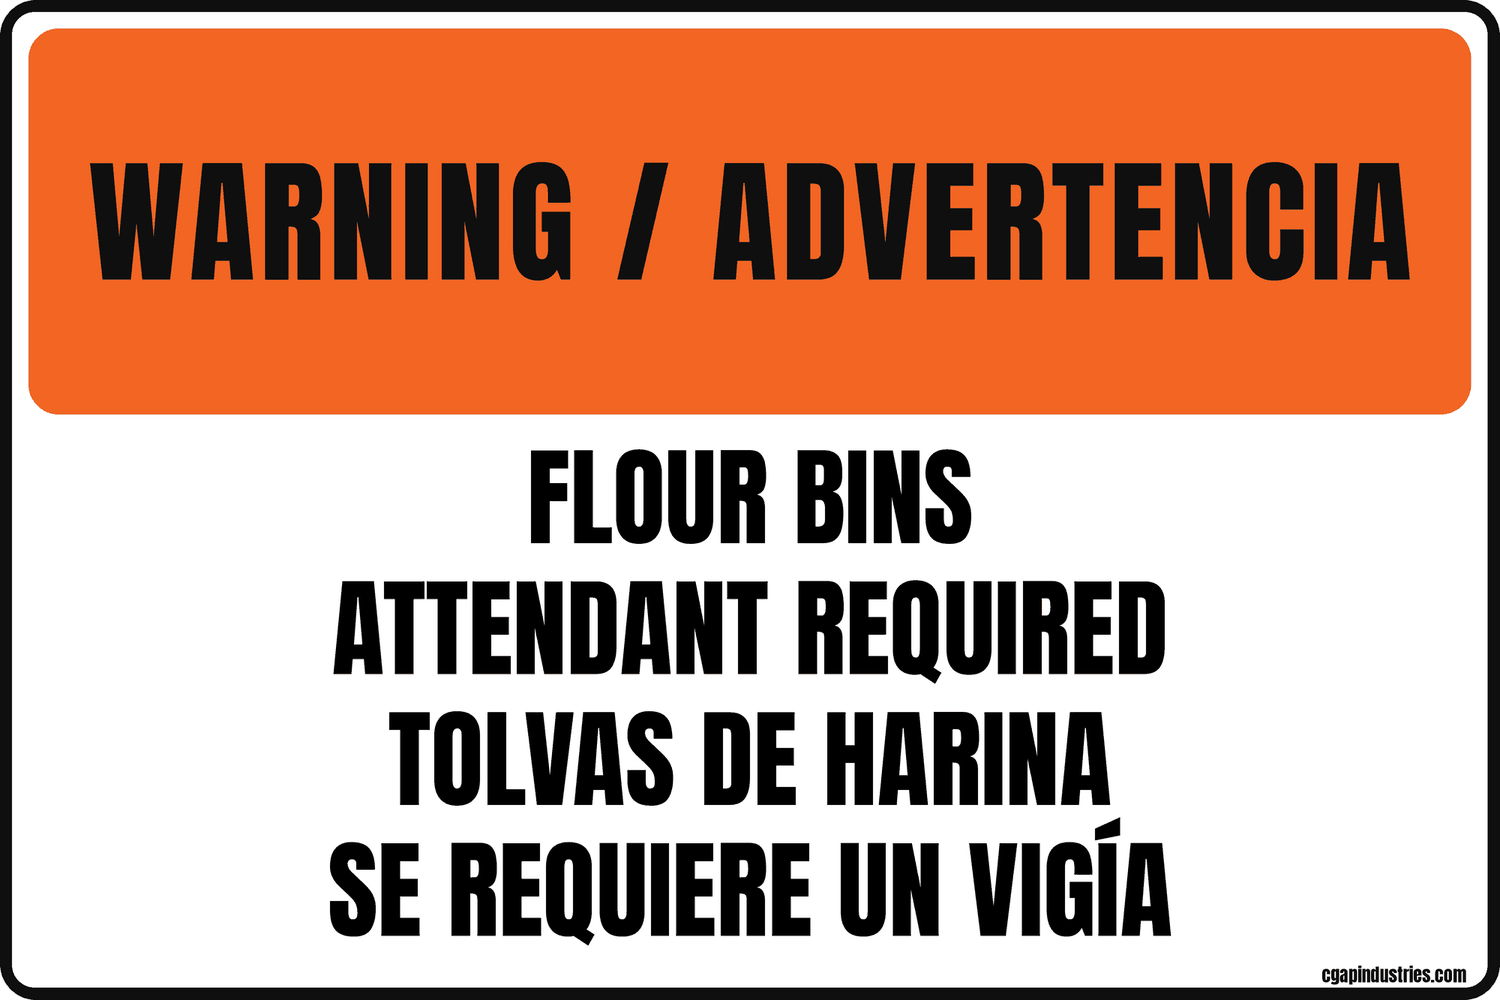 WARNING / ADVERTENCIA
FLOUR BINS
ATTENDANT REQUIRED
TOLVAS DE HARINA
SE REQUIERE UN VIGÍA
cgapindustries.com